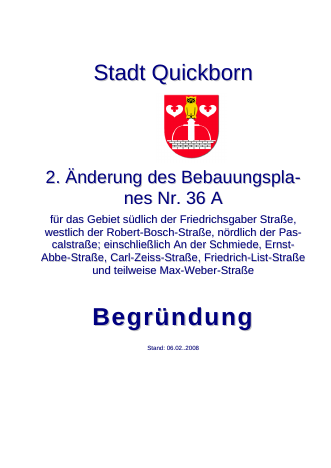 Stadt Quickborn
2. Änderung des Bebauungspla-
nes Nr. 36 A
für das Gebiet südlich der Friedrichsgaber Straße,
westlich der Robert-Bosch-Straße, nördlich der Pas-
calstraße; einschließlich An der Schmiede, Ernst-
Abbe-Straße, Carl-Zeiss-Straße, Friedrich-List-Straße
und teilweise Max-Weber-Straße
Begründung
Stand: 06.02..2008